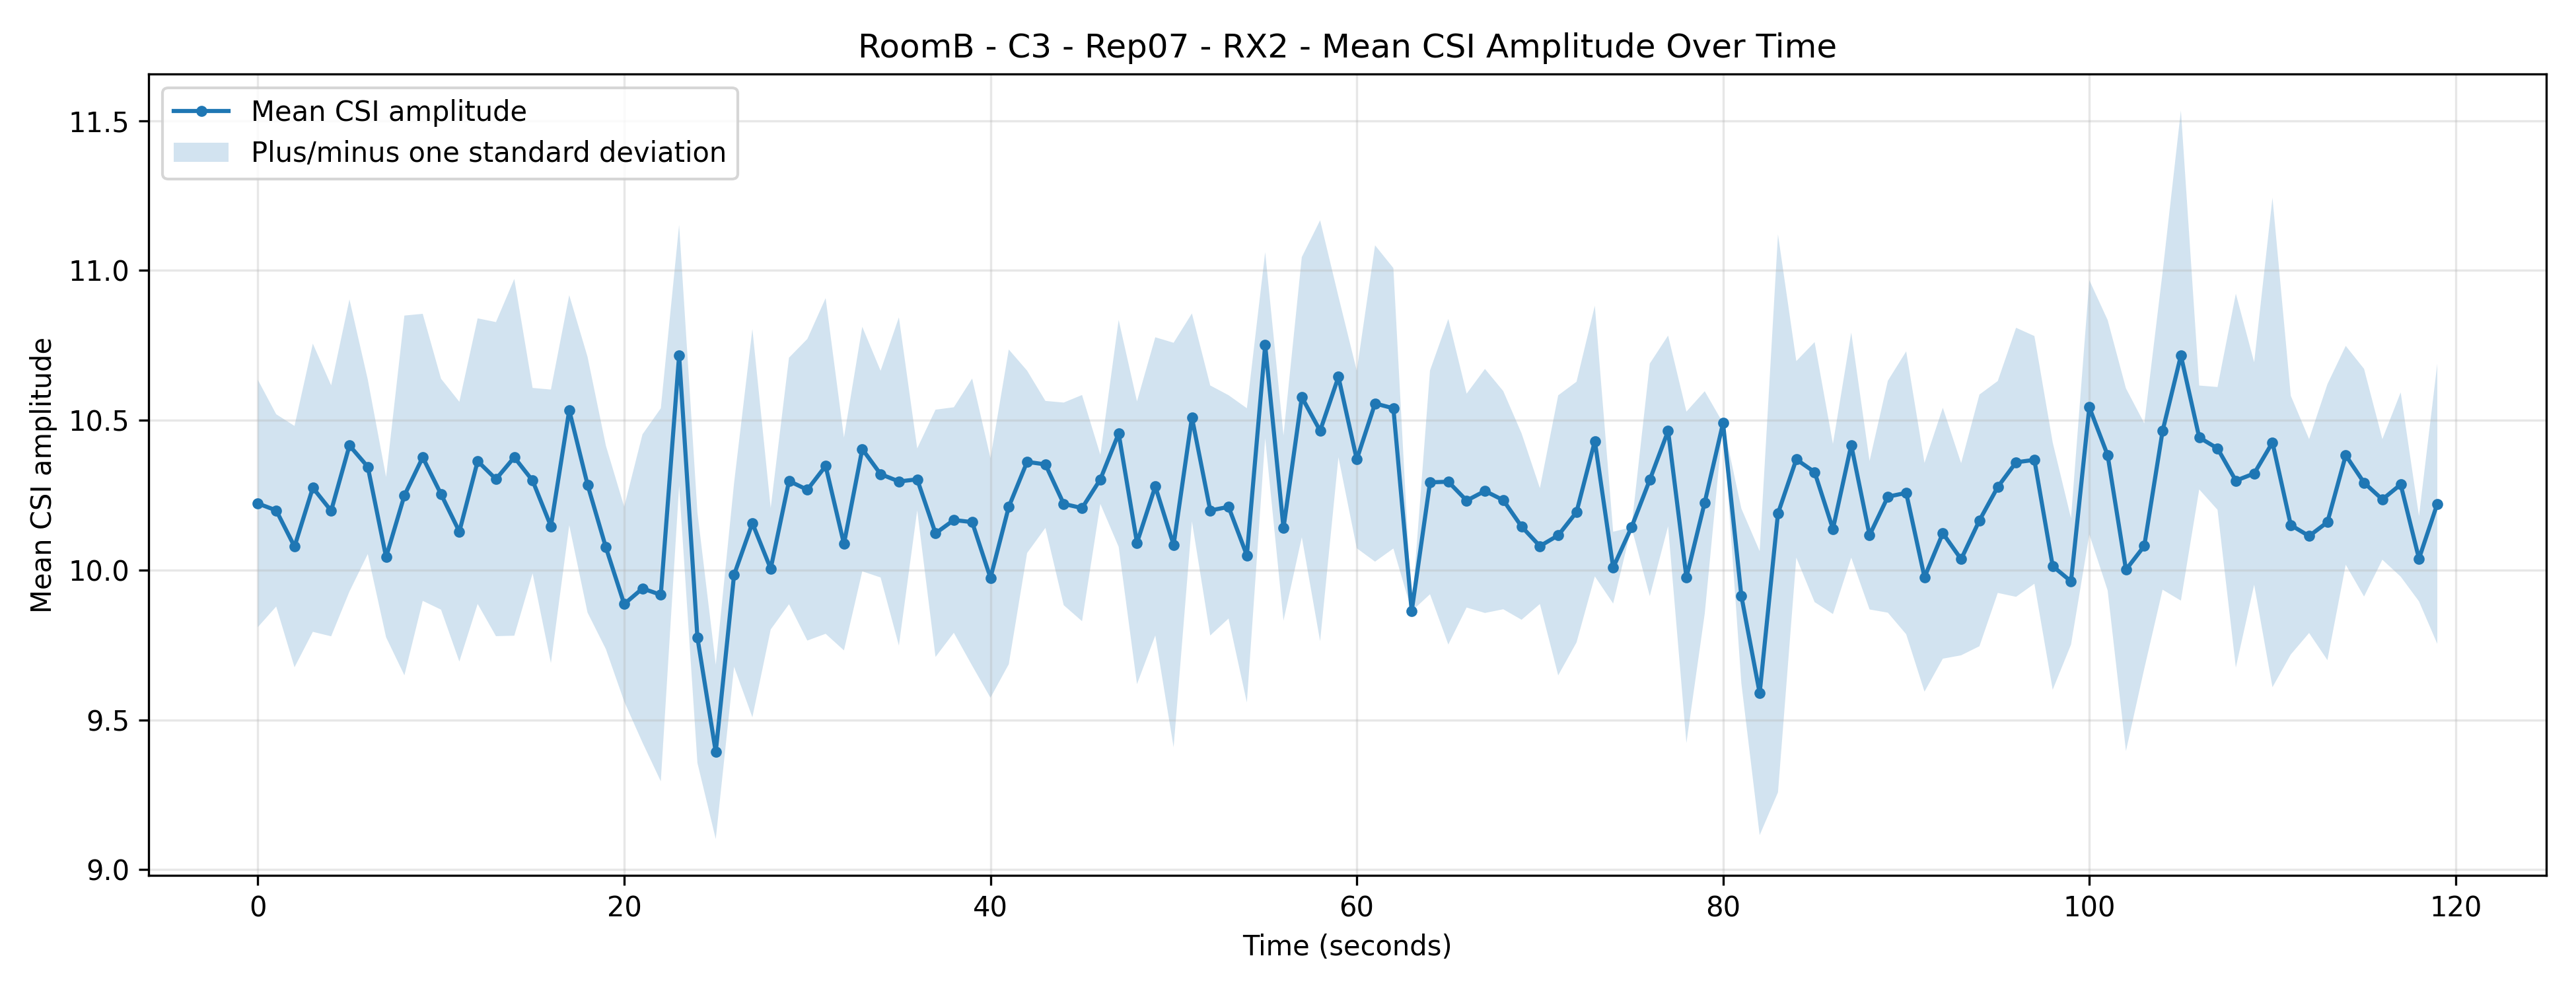 RoomB - C3 - Rep07 - RX2 - Mean CSI Amplitude Over Time
Mean CSI amplitude
Plus/minus one standard deviation
Mean CSI amplitude
11.5
11.0
10.5
10.0
9.5
9.0
0 20 40 60 80 100 120
Time (seconds)